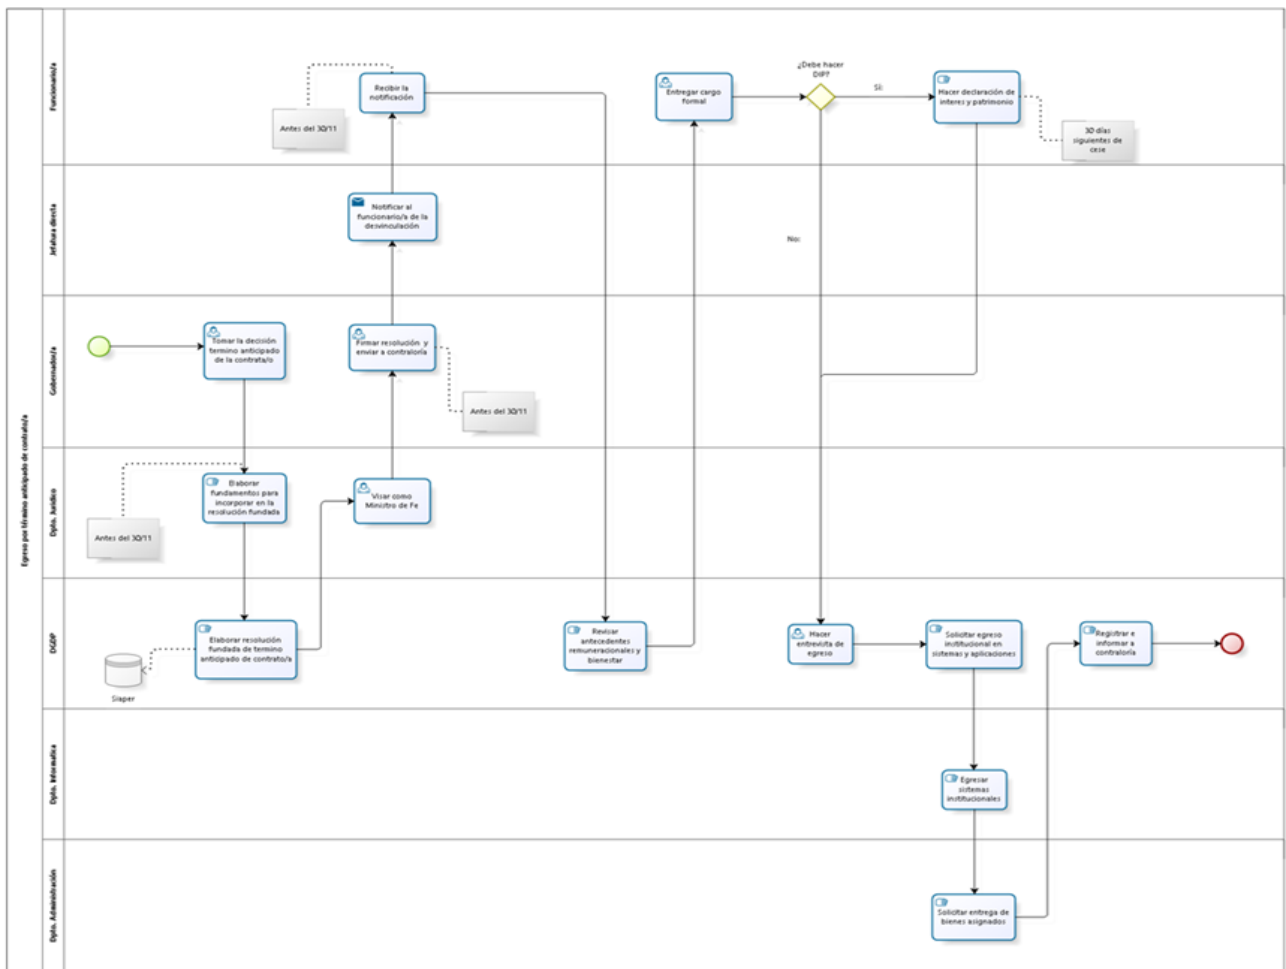 Egreso por término anticipado de contrato/a
Funcionario/a
Recibir la
notificación
Antes del 30/11
Entregar cargo
formal
¿Debe hacer
DIP?
Si:
Hacer declaración de
interes y patrimonio
30 días
siguientes de
cese
Jefatura directa
Notificar al
funcionario/a de la
desvinculación
No:
Gobernador/a
Tomar la decisión
termino anticipado
de la contrata/o
Firmar resolución y
enviar a contraloría
Antes del 30/11
Dpto. Jurídico
Elaborar
fundamentos para
incorporar en la
resolución fundada
Visar como
Ministro de Fe
Antes del 30/11
DGDP
Elaborar resolución
fundada de termino
anticipado de contrato/a
Siaper
Revisar
antecedentes
remuneracionales y
bienestar
Hacer
entrevista de
egreso
Solicitar egreso
institucional en
sistemas y aplicaciones
Registrar e
informar a
contraloría
Dpto. Informatica
Egresar
sistemas
institucionales
Dpto. Administración
Solicitar entrega de
bienes asignados